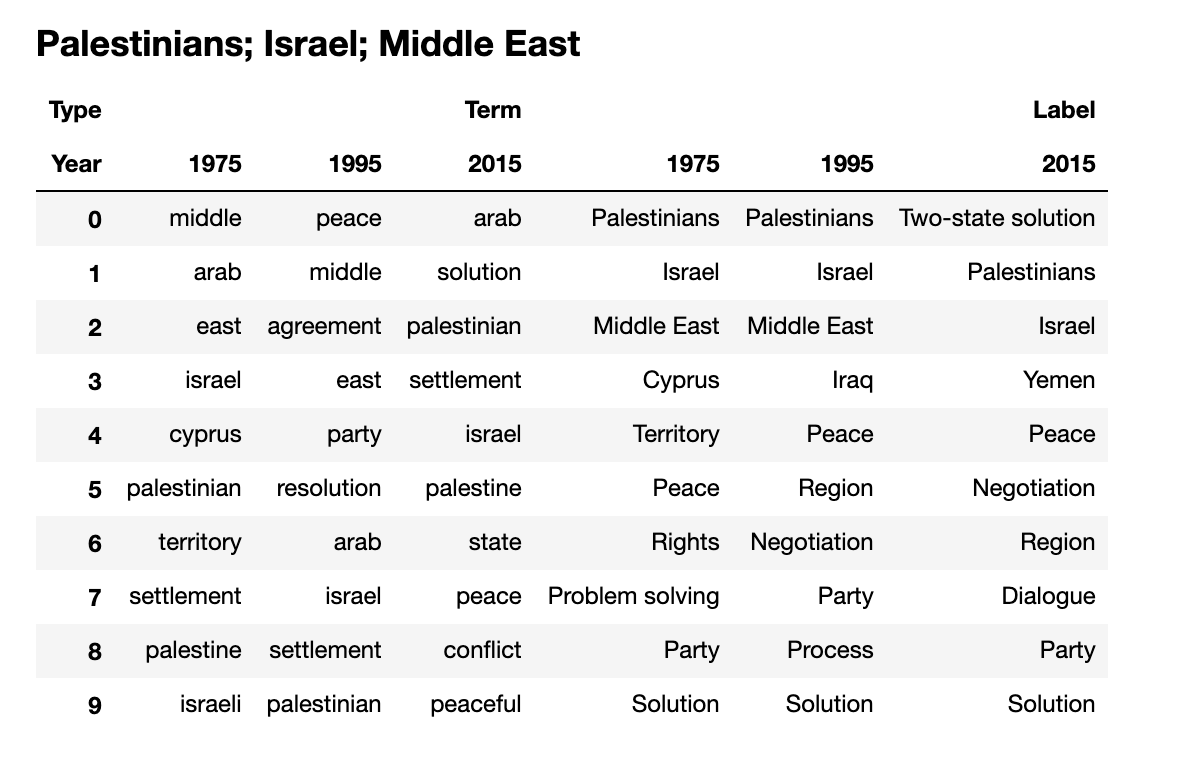 Palestinians; Israel; Middle East
Type Term Label
Year 1975 1995 2015 1975 1995 2015
0 middle peace arab Palestinians Palestinians Two-state solution
1 arab middle solution Israel Israel Palestinians
2 east agreement palestinian Middle East Middle East Israel
3 israel east settlement Cyprus Iraq Yemen
4 cyprus party israel Territory Peace Peace
5 palestinian resolution palestine Peace Region Negotiation
6 territory arab state Rights Negotiation Region
7 settlement israel peace Problem solving Party Dialogue
8 palestine settlement conflict Party Process Party
9 israeli palestinian peaceful Solution Solution Solution